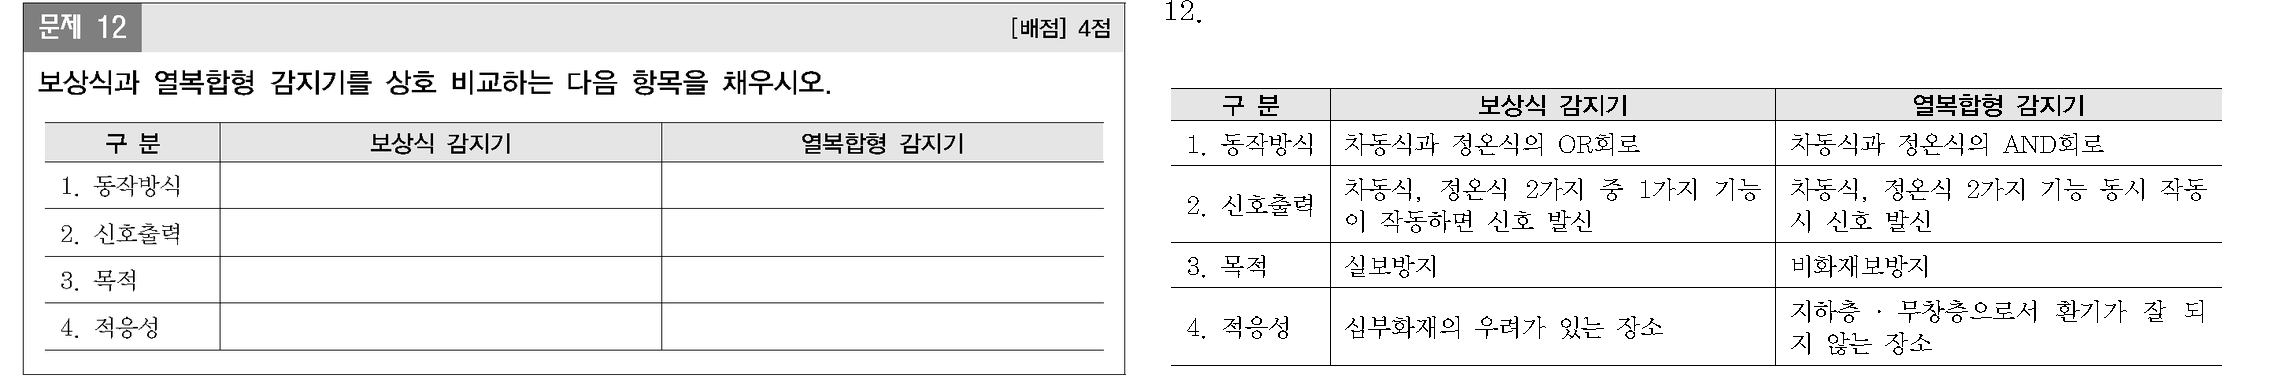 문제 12
[배점] 4점
보상식과 열복합형 감지기를 상호 비교하는 다음 항목을 채우시오.
구 분 보상식 감지기 열복합형 감지기
1. 동작방식
2. 신호출력
3. 목적
4. 적응성
12.
구 분 보상식 감지기 열복합형 감지기
1. 동작방식 차동식과 정온식의 OR회로 차동식과 정온식의 AND회로
2. 신호출력
차동식, 정온식 2가지 중 1가지 기능
이 작동하면 신호 발신
차동식, 정온식 2가지 기능 동시 작동
시 신호 발신
3. 목적 실보방지 비화재보방지
4. 적응성 심부화재의 우려가 있는 장소
지하층 · 무창층으로서 환기가 잘 되
지 않는 장소